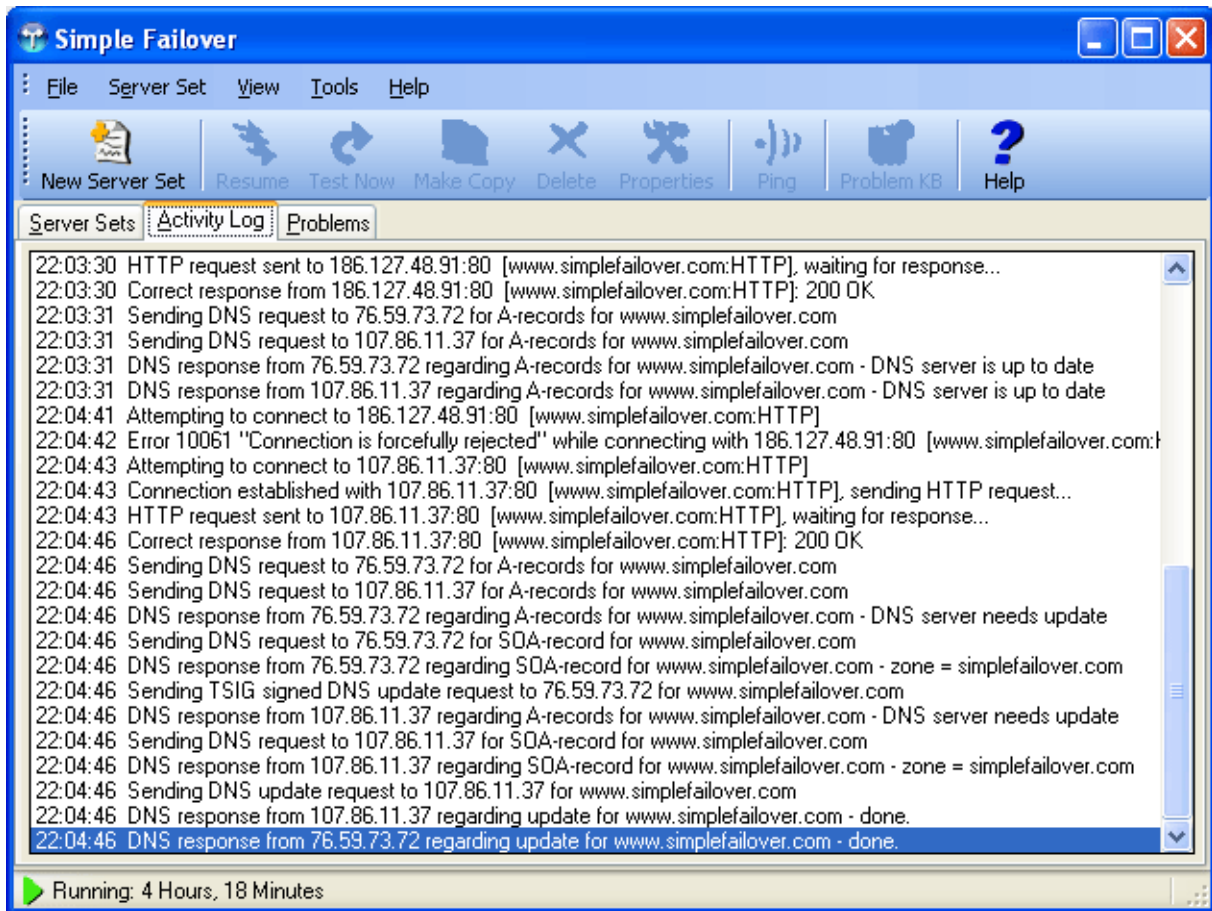 Simple Failover
File Server Set View Tools Help
New Server Set Resume Test Now Make Copy Delete Properties Ping Problem KB Help
Server Sets Activity Log Problems
22:03:30 HTTP request sent to 186.127.48.91:80 [www.simplefailover.com:HTTP], waiting for response...
22:03:30 Correct response from 186.127.48.91:80 [www.simplefailover.com:HTTP]: 200 OK
22:03:31 Sending DNS request to 76.59.73.72 for A-records for www.simplefailover.com
22:03:31 Sending DNS request to 107.86.11.37 for A-records for www.simplefailover.com
22:03:31 DNS response from 76.59.73.72 regarding A-records for www.simplefailover.com - DNS server is up to date
22:03:31 DNS response from 107.86.11.37 regarding A-records for www.simplefailover.com - DNS server is up to date
22:04:41 Attempting to connect to 186.127.48.91:80 [www.simplefailover.com:HTTP]
22:04:42 Error 10061 "Connection is forcefully rejected" while connecting with 186.127.48.91:80 [www.simplefailover.com:H
22:04:43 Attempting to connect to 107.86.11.37:80 [www.simplefailover.com:HTTP]
22:04:43 Connection established with 107.86.11.37:80 [www.simplefailover.com:HTTP], sending HTTP request...
22:04:43 HTTP request sent to 107.86.11.37:80 [www.simplefailover.com:HTTP], waiting for response...
22:04:46 Correct response from 107.86.11.37:80 [www.simplefailover.com:HTTP]: 200 OK
22:04:46 Sending DNS request to 76.59.73.72 for A-records for www.simplefailover.com
22:04:46 Sending DNS request to 107.86.11.37 for A-records for www.simplefailover.com
22:04:46 DNS response from 76.59.73.72 regarding A-records for www.simplefailover.com - DNS server needs update
22:04:46 Sending DNS request to 76.59.73.72 for SOA-record for www.simplefailover.com
22:04:46 DNS response from 76.59.73.72 regarding SOA-record for www.simplefailover.com - zone = simplefailover.com
22:04:46 Sending TSIG signed DNS update request to 76.59.73.72 for www.simplefailover.com
22:04:46 DNS response from 107.86.11.37 regarding A-records for www.simplefailover.com - DNS server needs update
22:04:46 Sending DNS request to 107.86.11.37 for SOA-record for www.simplefailover.com
22:04:46 DNS response from 107.86.11.37 regarding SOA-record for www.simplefailover.com - zone = simplefailover.com
22:04:46 Sending DNS update request to 107.86.11.37 for www.simplefailover.com
22:04:46 DNS response from 107.86.11.37 regarding update for www.simplefailover.com - done.
22:04:46 DNS response from 76.59.73.72 regarding update for www.simplefailover.com - done.
Running: 4 Hours, 18 Minutes